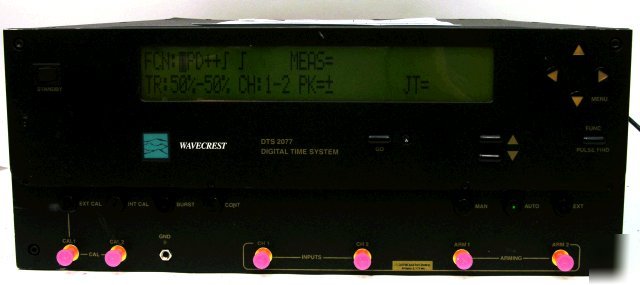 FCN:TPD++∫ ∫ MEAS=
TR:50%-50% CH:1-2 PK=± JT=
STANDBY
MENU
WAVECREST
DTS 2077
DIGITAL TIME SYSTEM
GO
FUNC
PULSE FIND
EXT CAL
INT CAL
BURST
CONT
MAN
AUTO
EXT
CAL 1
CAL
CAL 2
GND
CH 1
INPUTS
CH 2
ARM 1
ARMING
ARM 2